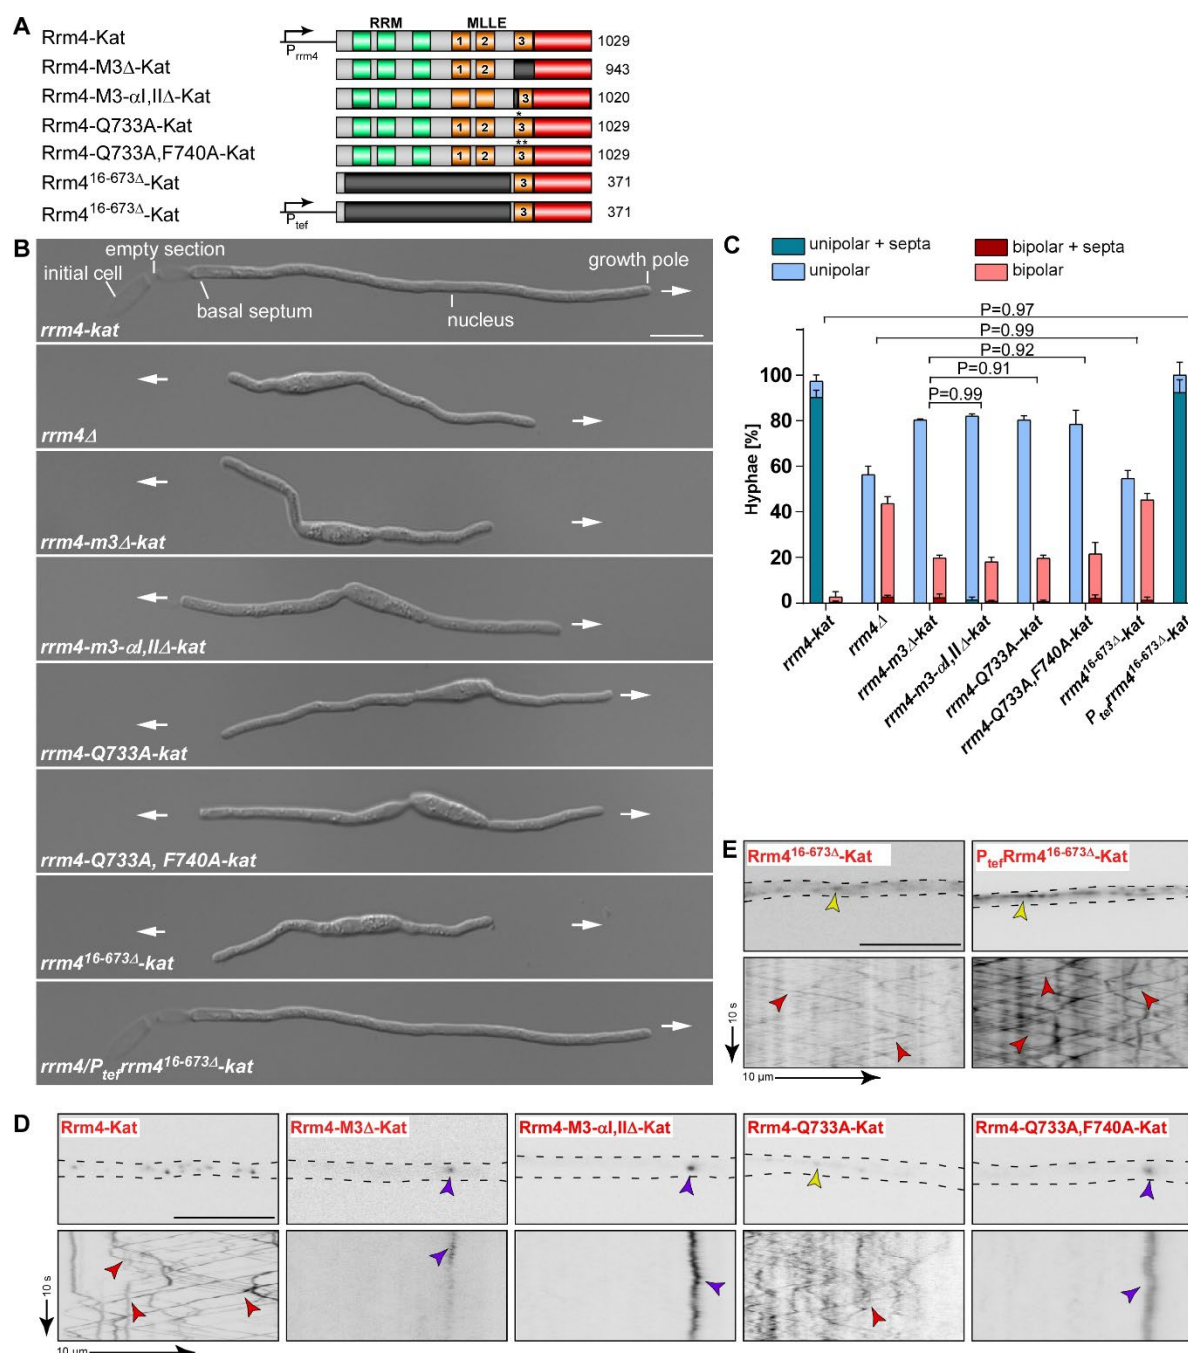 A
RRM MLLE
Rrm4-Kat
P_rrm4
1 2 3
1029
Rrm4-M3Δ-Kat
1 2
943
Rrm4-M3-αI,IIΔ-Kat
3
1020
Rrm4-Q733A-Kat
*
1 2 3
1029
Rrm4-Q733A,F740A-Kat
**
1 2 3
1029
Rrm4^16-673Δ-Kat
3
371
Rrm4^16-673Δ-Kat
P_tef
3
371
B
empty section
initial cell
growth pole
basal septum
nucleus
rrm4-kat
rrm4Δ
rrm4-m3Δ-kat
rrm4-m3-αI,IIΔ-kat
rrm4-Q733A-kat
rrm4-Q733A, F740A-kat
rrm4^16-673Δ-kat
rrm4/P_tef rrm4^16-673Δ-kat
C
unipolar + septa
bipolar + septa
unipolar
bipolar
P=0.97
P=0.99
P=0.92
P=0.91
P=0.99
Hyphae [%]
100
80
60
40
20
0
rrm4-kat
rrm4Δ
rrm4-m3Δ-kat
rrm4-m3-αI,IIΔ-kat
rrm4-Q733A--kat
rrm4-Q733A,F740A-kat
rrm4^16-673Δ-kat
P_tef rrm4^16-673Δ-kat
E
Rrm4^16-673Δ-Kat
P_tef Rrm4^16-673Δ-Kat
10 s
10 µm
D
Rrm4-Kat
Rrm4-M3Δ-Kat
Rrm4-M3-αI,IIΔ-Kat
Rrm4-Q733A-Kat
Rrm4-Q733A,F740A-Kat
10 s
10 µm